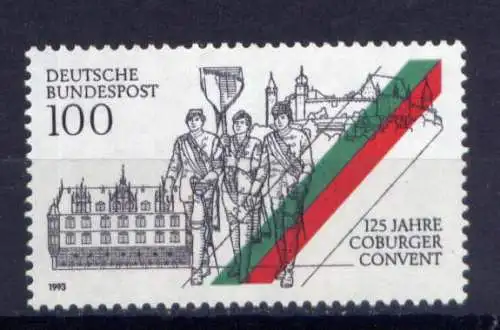 DEUTSCHE
BUNDESPOST
100
125 JAHRE
COBURGER
CONVENT
1993